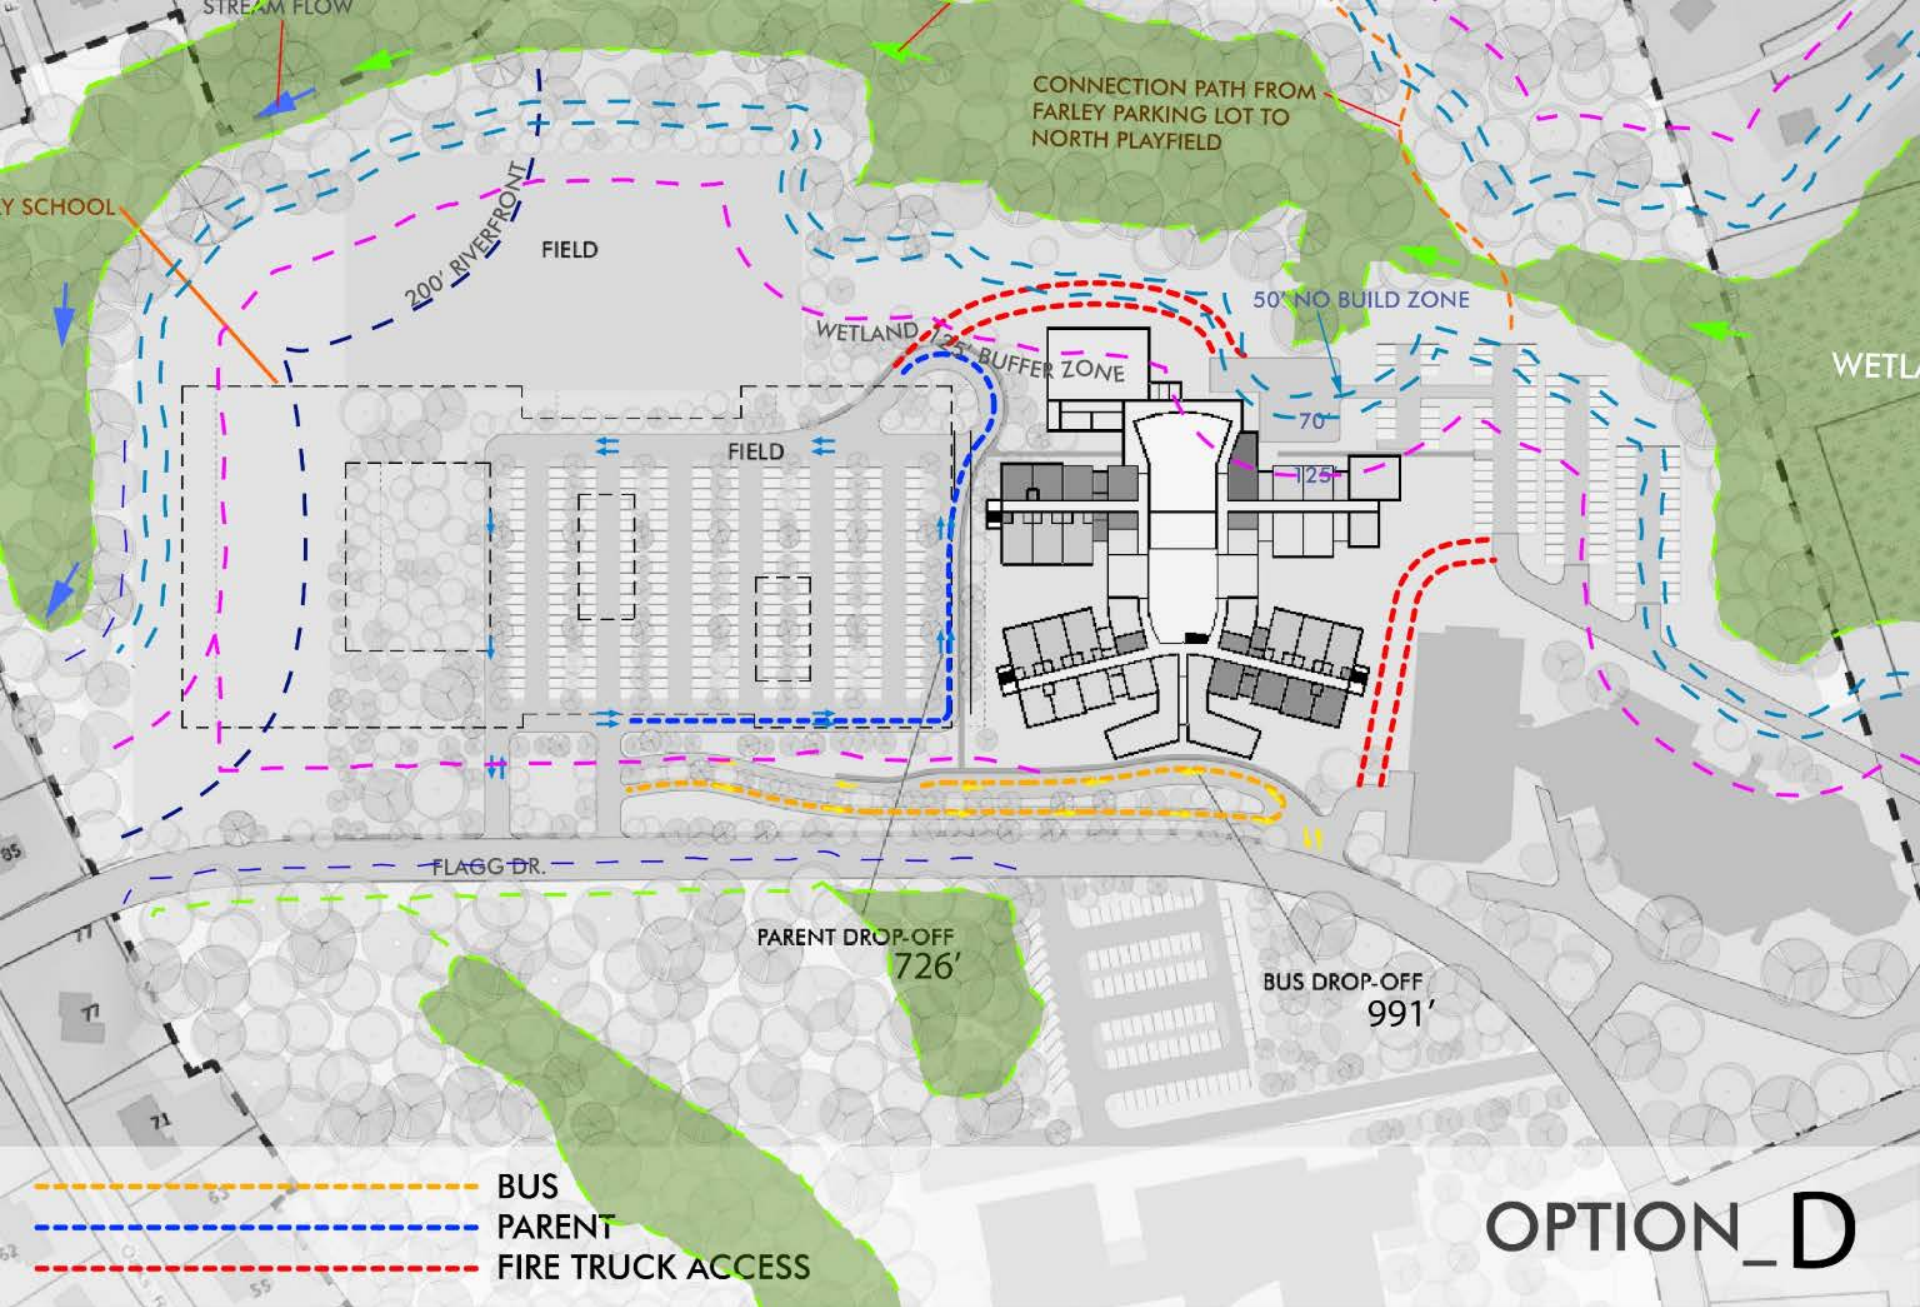 STREAM FLOW
CONNECTION PATH FROM
FARLEY PARKING LOT TO
NORTH PLAYFIELD
Y SCHOOL
200' RIVERFRONT
FIELD
50' NO BUILD ZONE
WETLAND 125' BUFFER ZONE
WETLA
70'
FIELD
125'
85
FLAGG DR.
77
PARENT DROP-OFF
726'
BUS DROP-OFF
991'
77
71
BUS
63
PARENT
FIRE TRUCK ACCESS
55
OPTION_D